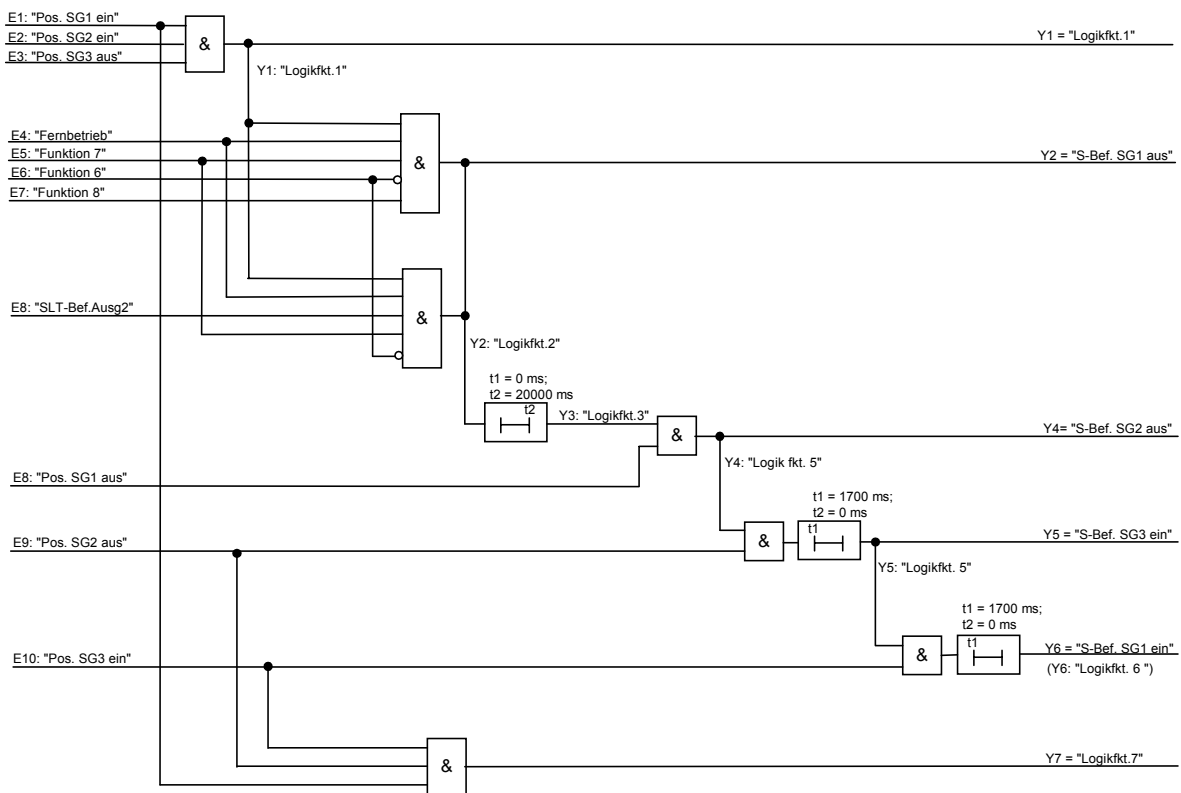 E1: "Pos. SG1 ein"
E2: "Pos. SG2 ein"
E3: "Pos. SG3 aus"
&
Y1 = "Logikfkt.1"
Y1: "Logikfkt.1"
E4: "Fernbetrieb"
E5: "Funktion 7"
E6: "Funktion 6"
E7: "Funktion 8"
&
Y2 = "S-Bef. SG1 aus"
E8: "SLT-Bef.Ausg2"
&
Y2: "Logikfkt.2"
t1 = 0 ms;
t2 = 20000 ms
t2
Y3: "Logikfkt.3"
&
Y4= "S-Bef. SG2 aus"
Y4: "Logik fkt. 5"
E8: "Pos. SG1 aus"
t1 = 1700 ms;
t2 = 0 ms
t1
E9: "Pos. SG2 aus"
&
Y5 = "S-Bef. SG3 ein"
Y5: "Logikfkt. 5"
t1 = 1700 ms;
t2 = 0 ms
t1
E10: "Pos. SG3 ein"
&
Y6 = "S-Bef. SG1 ein"
(Y6: "Logikfkt. 6 ")
&
Y7 = "Logikfkt.7"